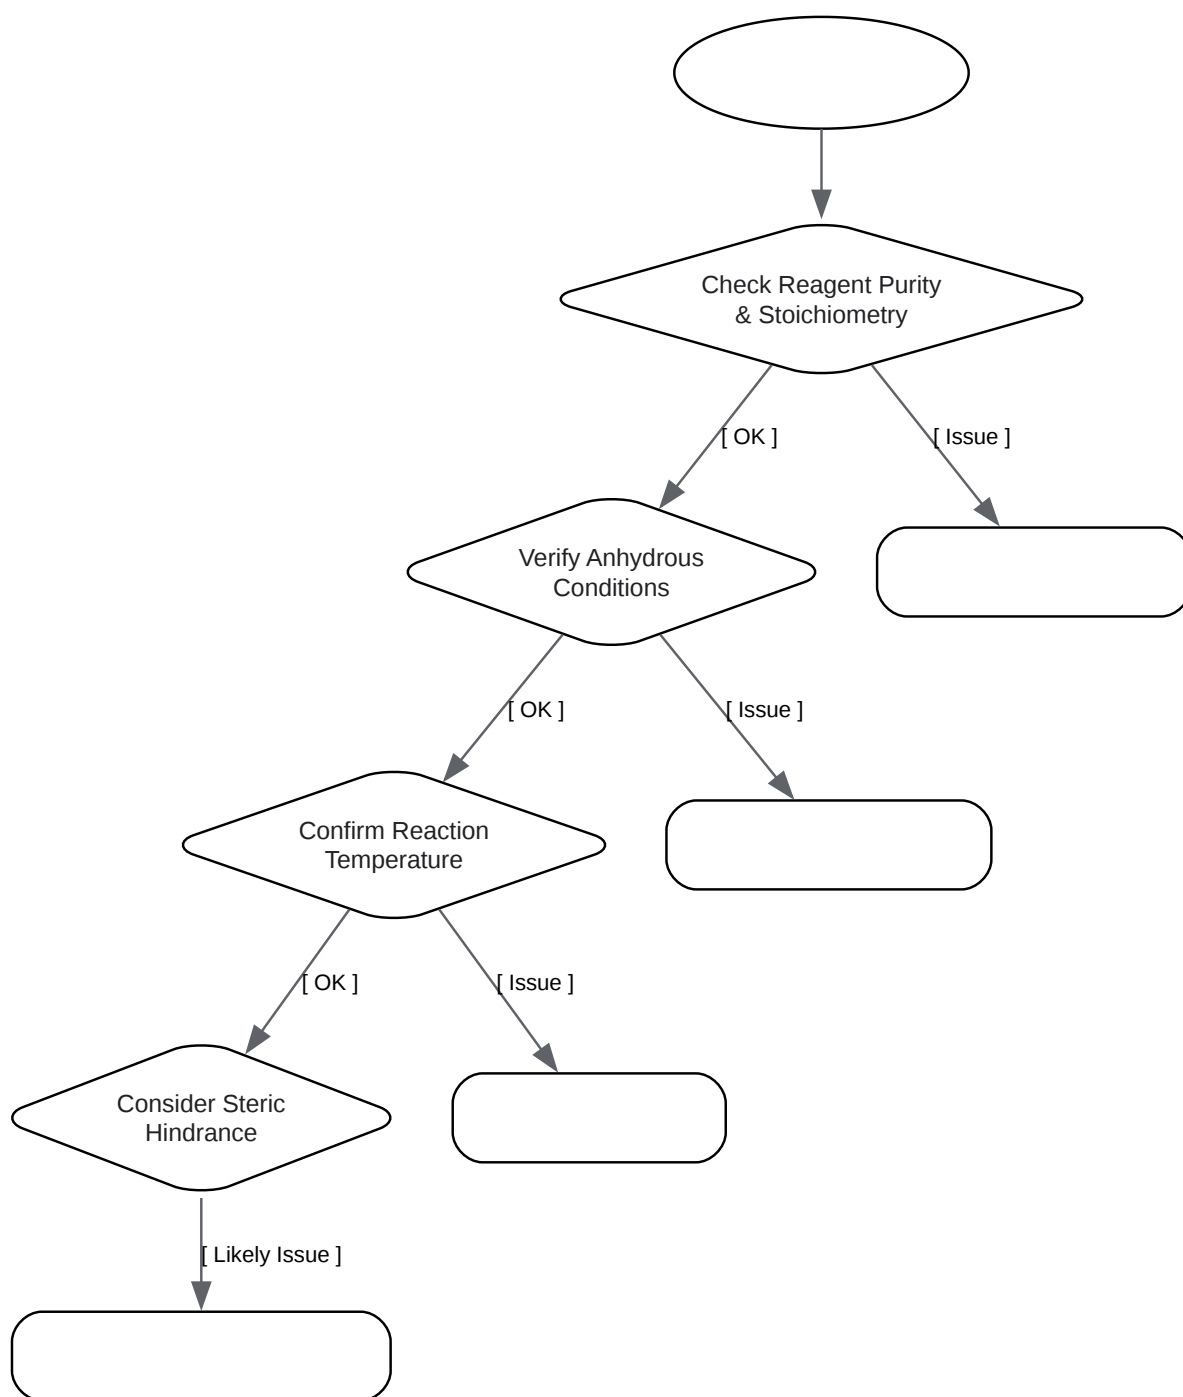 Check Reagent Purity
& Stoichiometry
[ OK ]
[ Issue ]
Verify Anhydrous
Conditions
[ OK ]
[ Issue ]
Confirm Reaction
Temperature
[ OK ]
[ Issue ]
Consider Steric
Hindrance
[ Likely Issue ]